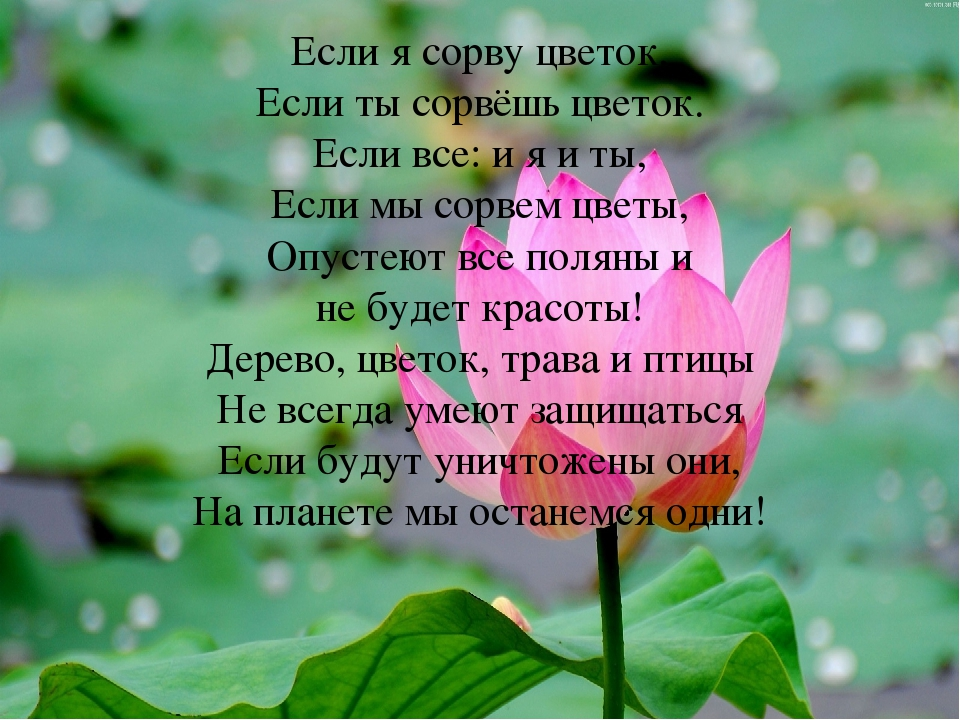 Если я сорву цветок
Если ты сорвёшь цветок.
Если все: и я и ты,
Если мы сорвем цветы,
Опустеют все поляны и
не будет красоты!
Дерево, цветок, трава и птицы
Не всегда умеют защищаться
Если будут уничтожены они,
На планете мы останемся одни!